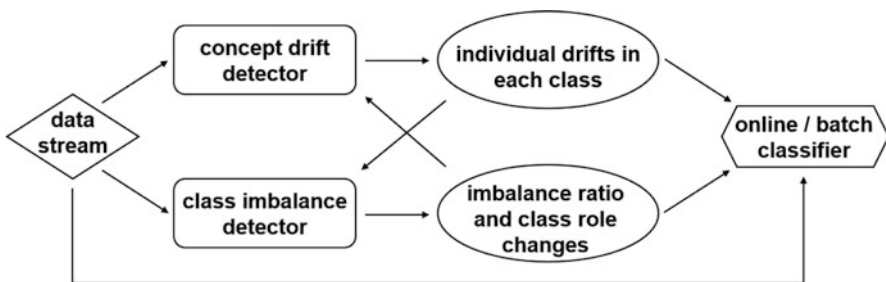 concept drift
detector
individual drifts in
each class
data
stream
online / batch
classifier
class imbalance
detector
imbalance ratio
and class role
changes